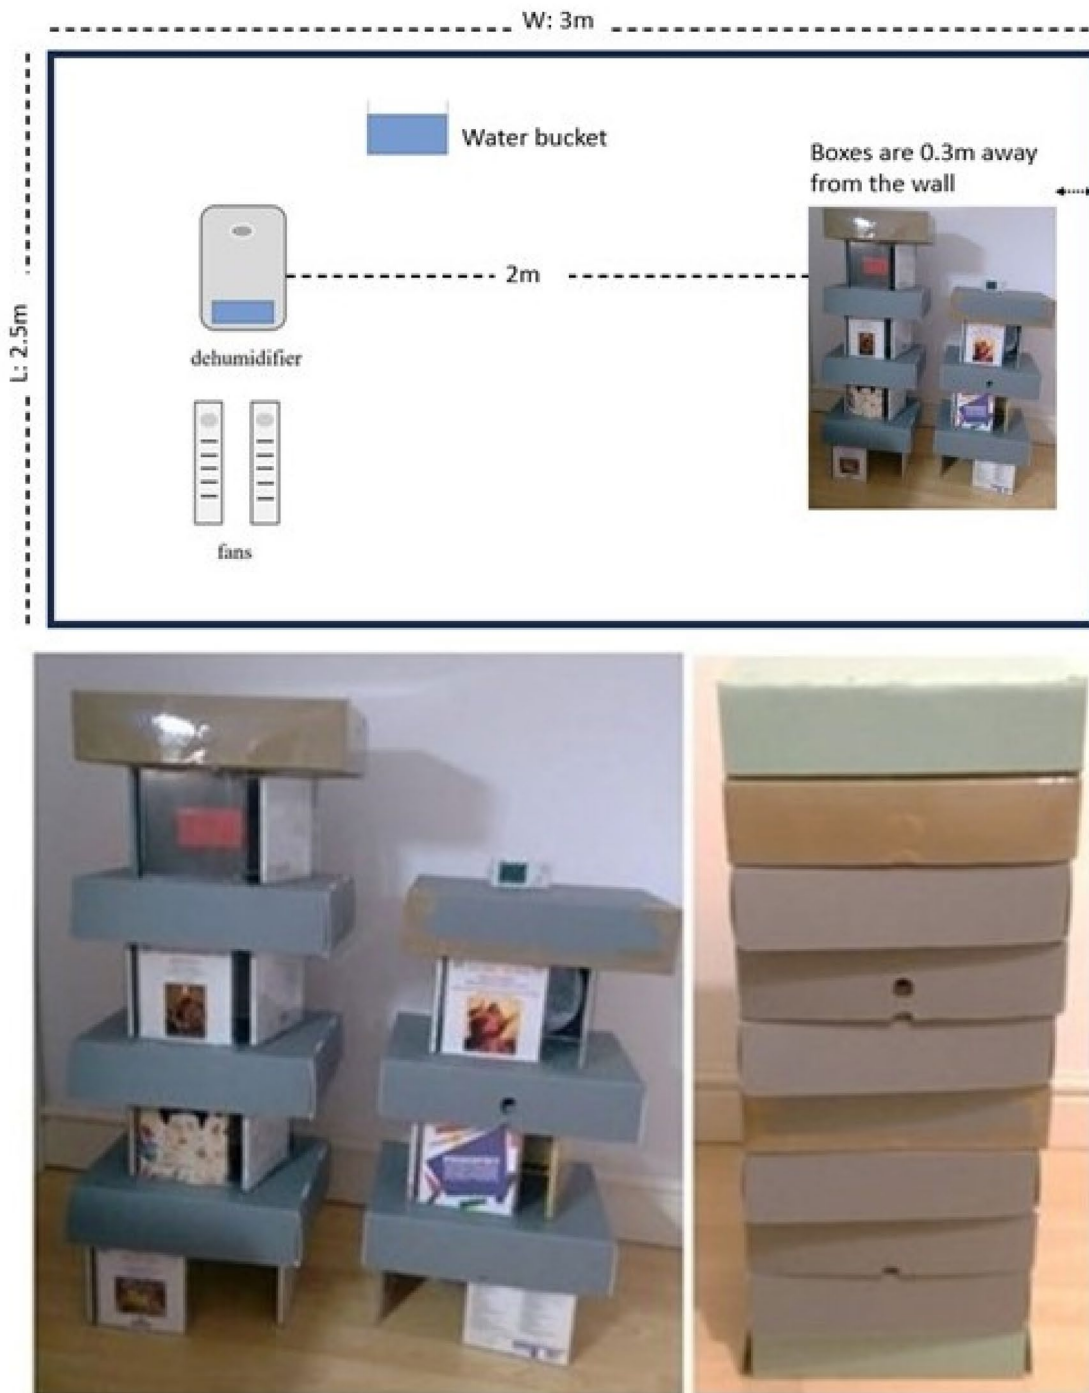 W: 3m
Water bucket
Boxes are 0.3m away
from the wall
2m
L: 2.5m
dehumidifier
fans